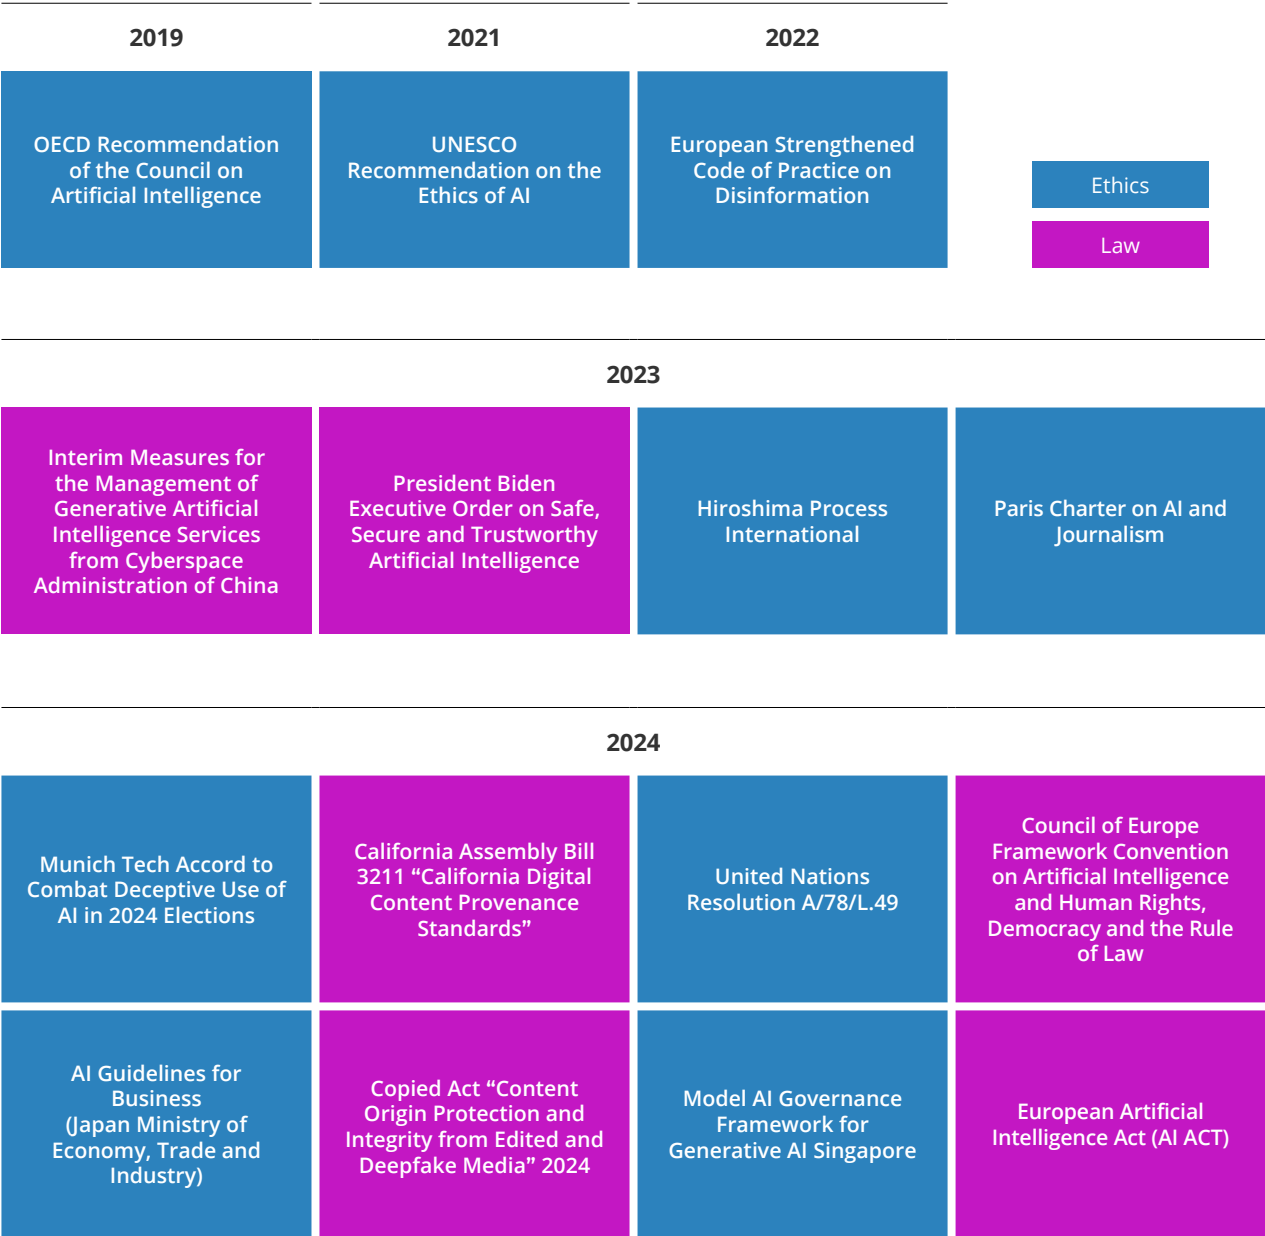 2019
2021
2022
OECD Recommendation
of the Council on
Artificial Intelligence
UNESCO
Recommendation on the
Ethics of AI
European Strengthened
Code of Practice on
Disinformation
Ethics
Law
2023
Interim Measures for
the Management of
Generative Artificial
Intelligence Services
from Cyberspace
Administration of China
President Biden
Executive Order on Safe,
Secure and Trustworthy
Artificial Intelligence
Hiroshima Process
International
Paris Charter on AI and
Journalism
2024
Munich Tech Accord to
Combat Deceptive Use of
AI in 2024 Elections
California Assembly Bill
3211 “California Digital
Content Provenance
Standards”
United Nations
Resolution A/78/L.49
Council of Europe
Framework Convention
on Artificial Intelligence
and Human Rights,
Democracy and the Rule
of Law
AI Guidelines for
Business
(Japan Ministry of
Economy, Trade and
Industry)
Copied Act “Content
Origin Protection and
Integrity from Edited and
Deepfake Media” 2024
Model AI Governance
Framework for
Generative AI Singapore
European Artificial
Intelligence Act (AI ACT)